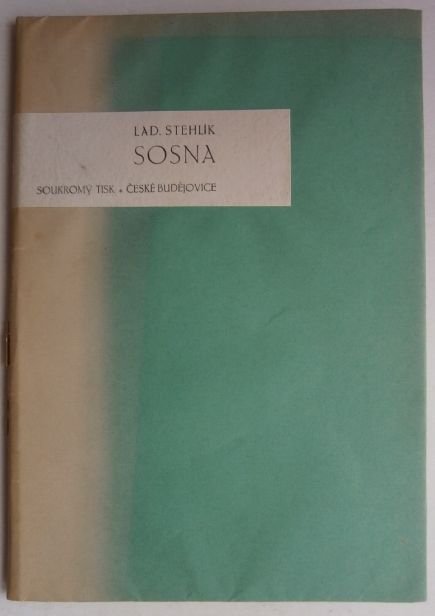 LAD. STEHLÍK
SOSNA
SOUKROMÝ TISK • ČESKÉ BUDĚJOVICE